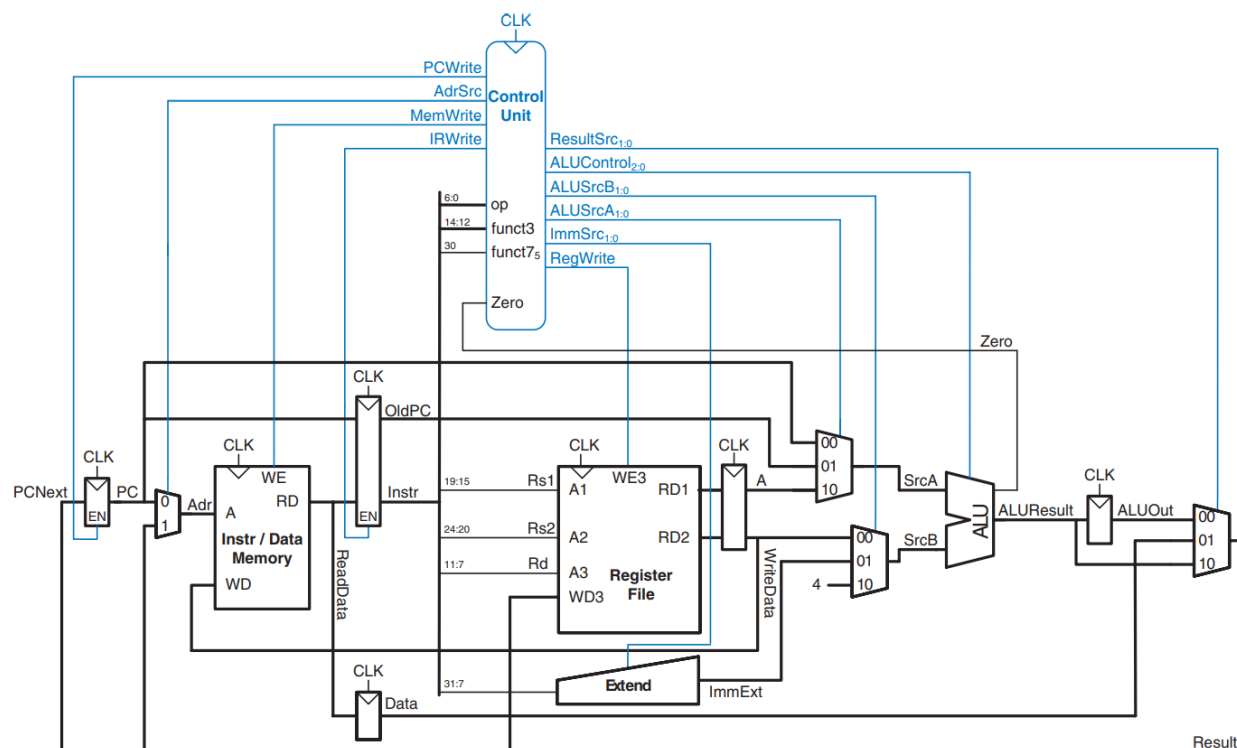 CLK
PCWrite
AdrSrc
MemWrite
IRWrite
Control
Unit
ResultSrc1:0
ALUControl2:0
ALUSrcB1:0
ALUSrcA1:0
ImmSrc1:0
RegWrite
6:0
op
14:12
funct3
30
funct75
Zero
Zero
CLK
OldPC
CLK
PCNext
PC
EN
0
1
Adr
CLK
WE
A
RD
Instr / Data
Memory
WD
ReadData
EN
Instr
19:15
Rs1
24:20
Rs2
11:7
Rd
31:7
CLK
A1
WE3
RD1
A2
RD2
A3
Register
File
WD3
CLK
A
WriteData
00
01
10
SrcA
00
01
4
10
SrcB
ALU
ALUResult
CLK
ALUOut
00
01
10
Extend
ImmExt
CLK
Data
Result